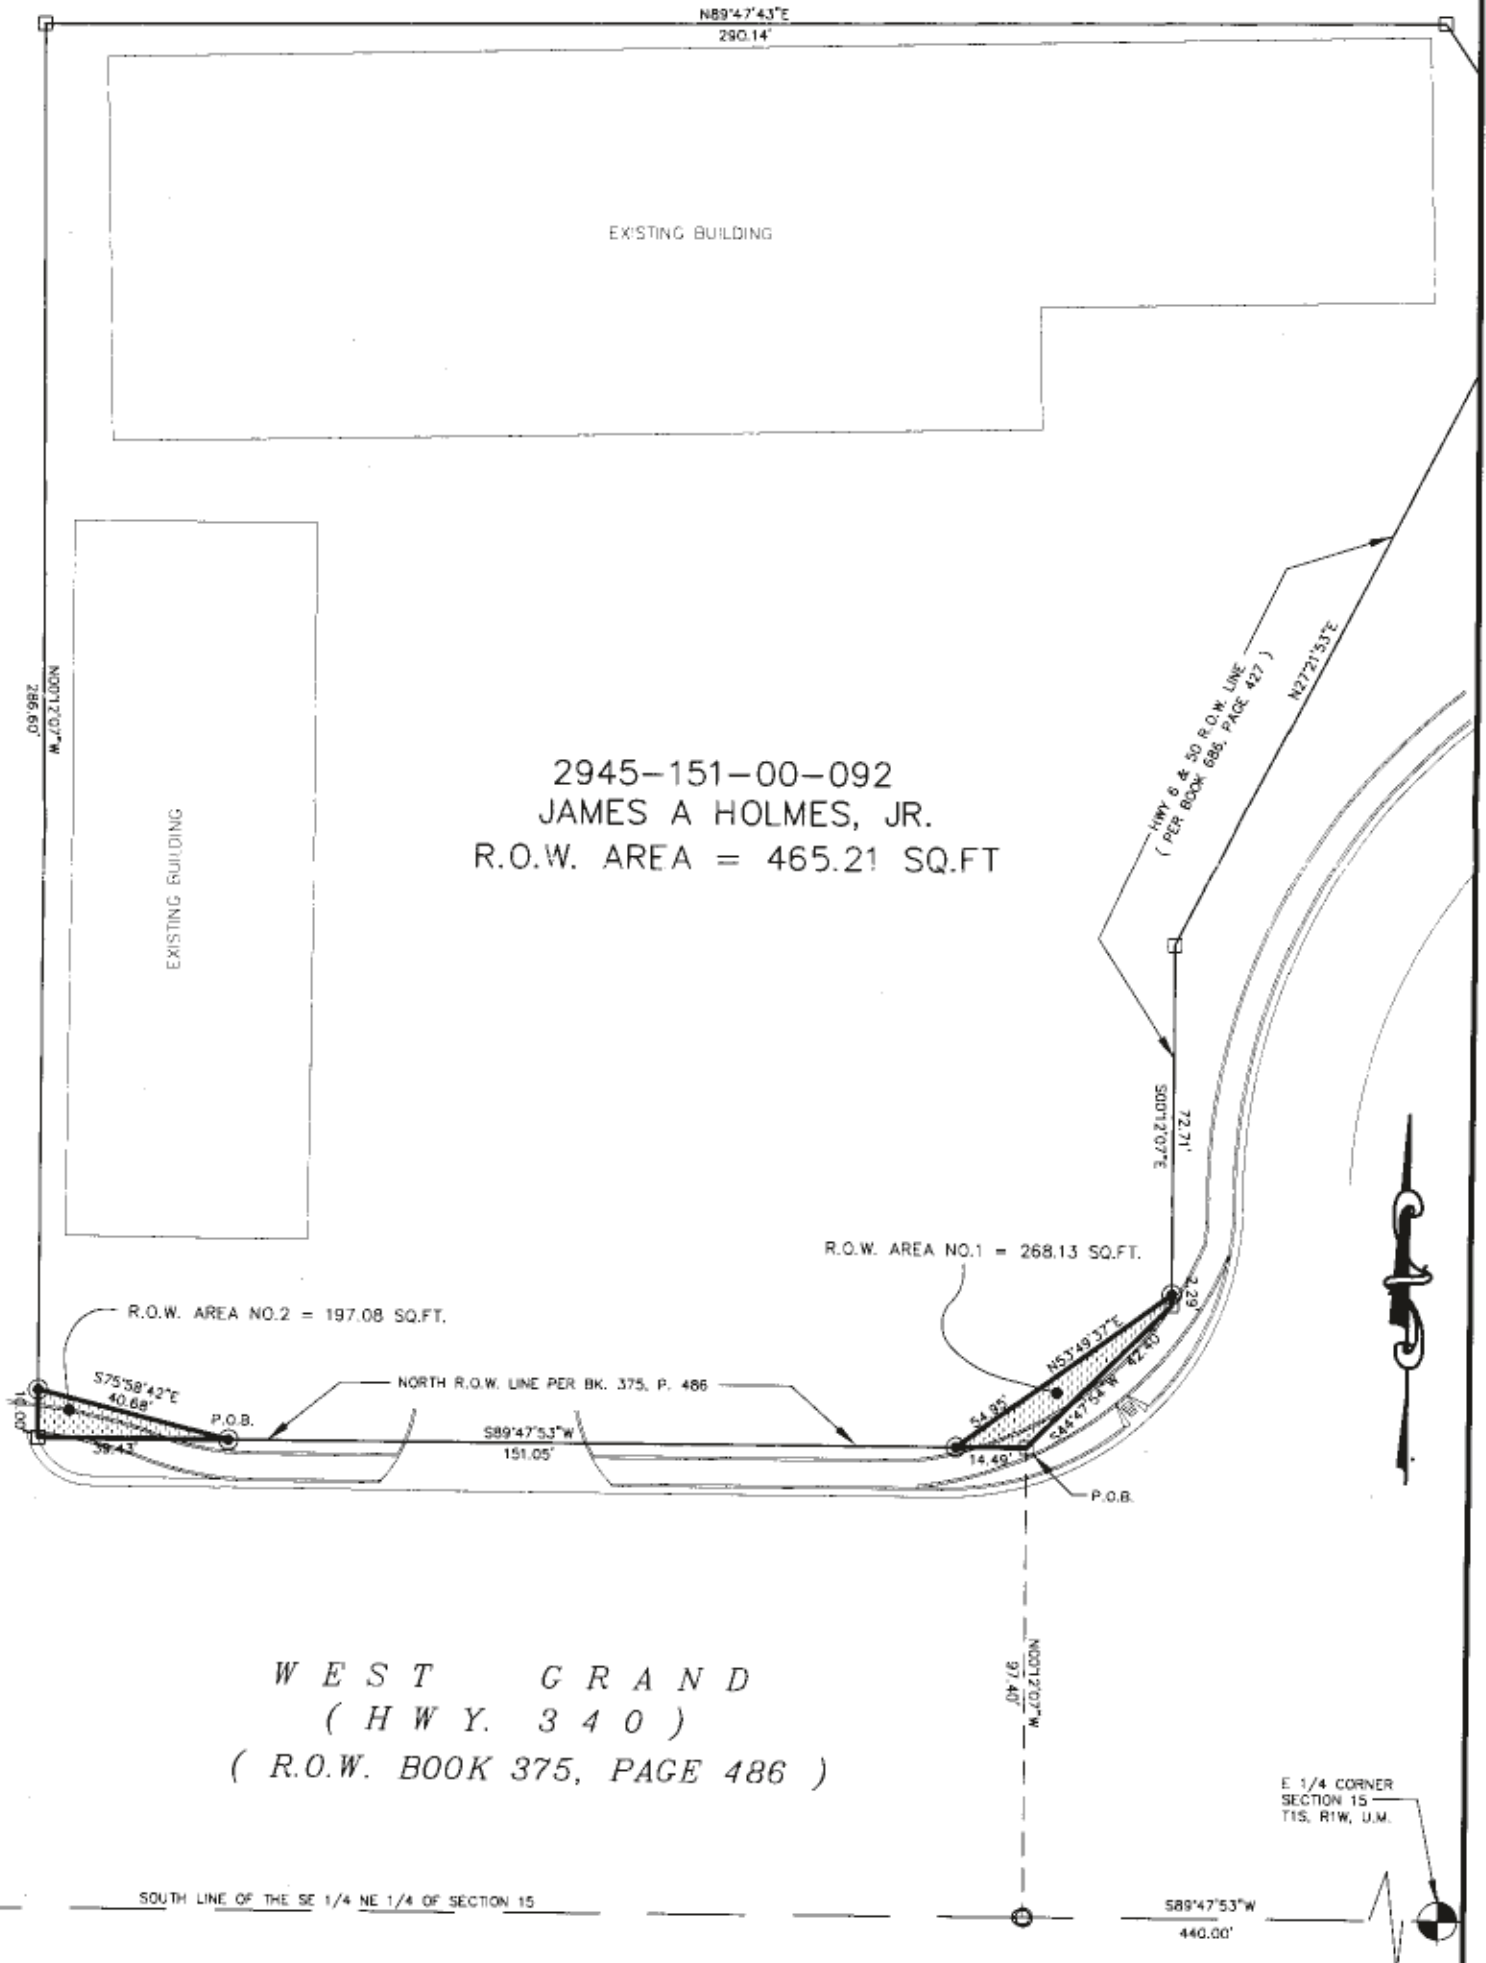 N89°47'43"E
290.14'
EXISTING BUILDING
HWY 6 & 50 R.O.W. LINE
( PER BOOK 686, PAGE 427 )
N27°21'53"E
N00°12'07"W
286.60'
2945-151-00-092
JAMES A HOLMES, JR.
R.O.W. AREA = 465.21 SQ.FT
EXISTING BUILDING
72.71'
S00°12'07"E
R.O.W. AREA NO.1 = 268.13 SQ.FT.
2.29'
R.O.W. AREA NO.2 = 197.08 SQ.FT.
N53°49'37"E
54.95'
42.40'
S44°47'54"W
S75°58'42"E
40.68'
10.00'
NORTH R.O.W. LINE PER BK. 375, P. 486
P.O.B.
39.43'
S89°47'53"W
151.05'
14.49'
P.O.B.
N00°12'07"W
97.40'
WEST GRAND
( HWY. 340 )
( R.O.W. BOOK 375, PAGE 486 )
E 1/4 CORNER
SECTION 15
T1S, R1W, U.M.
SOUTH LINE OF THE SE 1/4 NE 1/4 OF SECTION 15
S89°47'53"W
440.00'